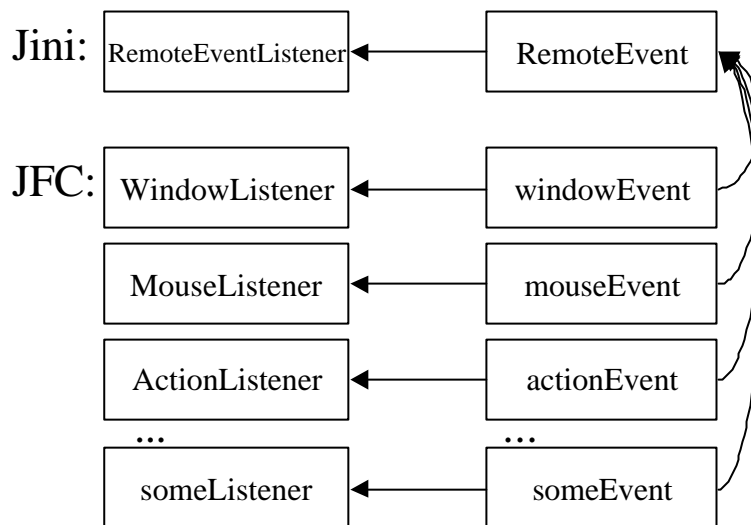 Jini: RemoteEventListener RemoteEvent
JFC: WindowListener windowEvent
MouseListener mouseEvent
ActionListener actionEvent
... ...
someListener someEvent